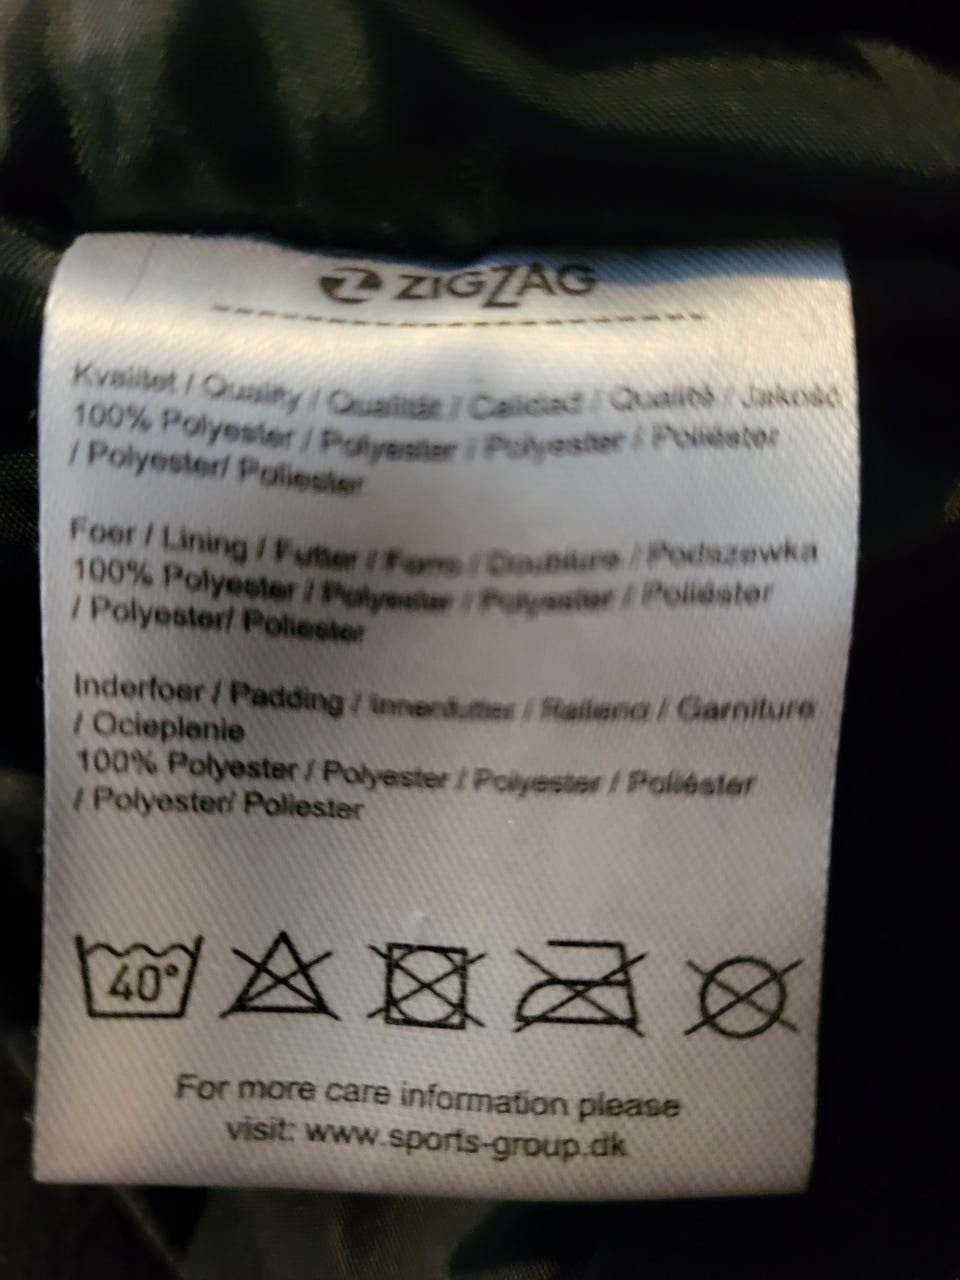 ZIGZAG
Kvalitet / Quality / Qualität / Calidad / Qualité / Jakość
100% Polyester / Polyester / Polyester / Poliéster
/ Polyester/ Poliester
Foer / Lining / Futter / Forro / Doublure / Podszewka
100% Polyester / Polyester / Polyester / Poliéster
/ Polyester/ Poliester
Inderfoer / Padding / Innenfutter / Relleno / Garniture
/ Ocieplenie
100% Polyester / Polyester / Polyester / Poliéster
/ Polyester/ Poliester
40°
For more care information please
visit: www.sports-group.dk